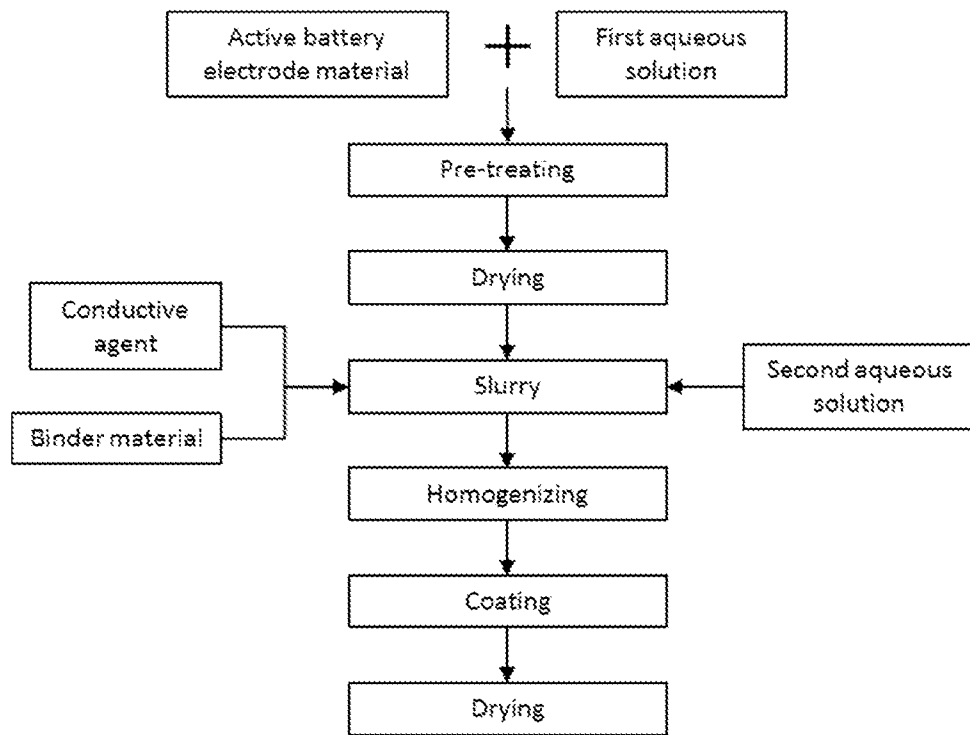 Active battery
electrode material
+
First aqueous
solution
Pre-treating
Drying
Conductive
agent
Slurry
Second aqueous
solution
Binder material
Homogenizing
Coating
Drying